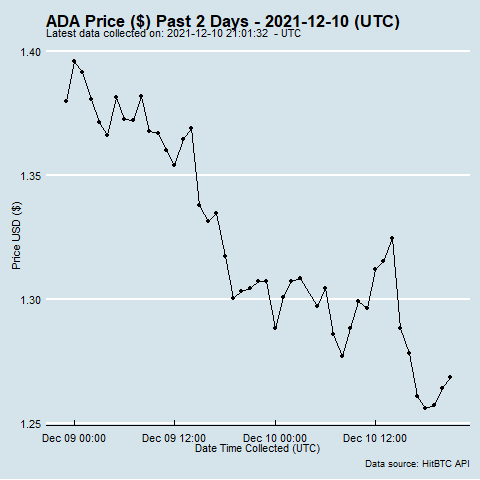 ADA Price ($) Past 2 Days - 2021-12-10 (UTC)
Latest data collected on: 2021-12-10 21:01:32  - UTC
1.40
1.35
1.30
1.25
Price USD ($)
Dec 09 00:00
Dec 09 12:00
Dec 10 00:00
Dec 10 12:00
Date Time Collected (UTC)
Data source: HitBTC API